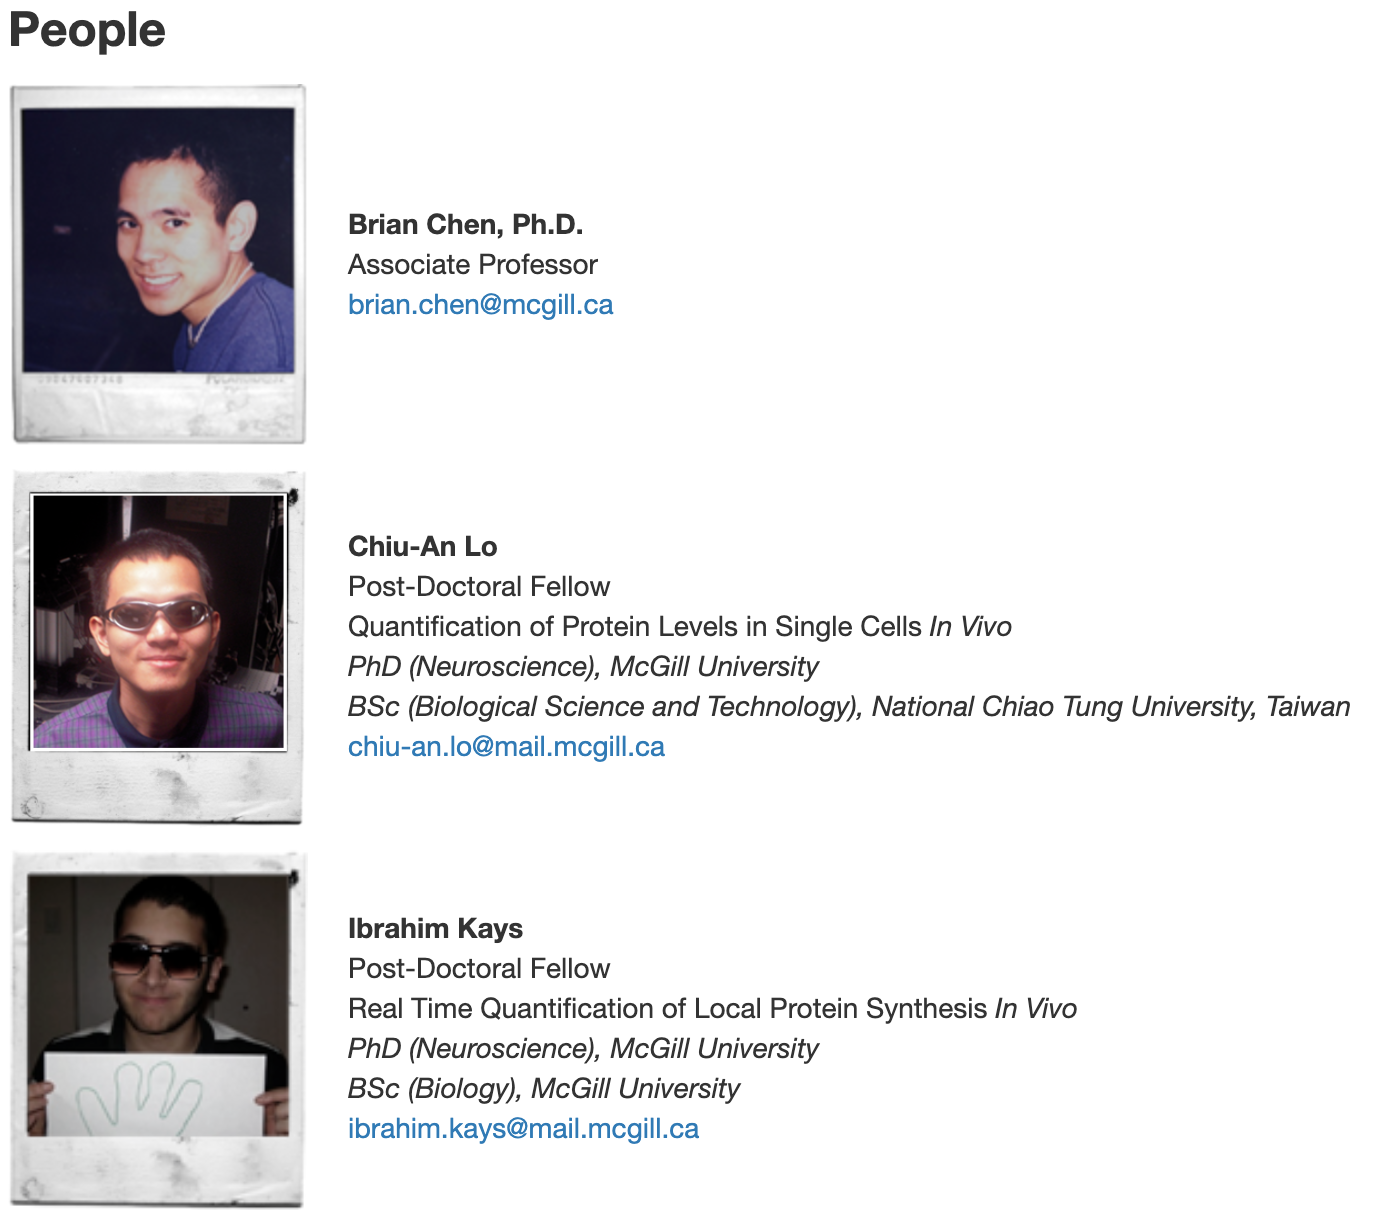 People
Brian Chen, Ph.D.
Associate Professor
brian.chen@mcgill.ca
Chiu-An Lo
Post-Doctoral Fellow
Quantification of Protein Levels in Single Cells In Vivo
PhD (Neuroscience), McGill University
BSc (Biological Science and Technology), National Chiao Tung University, Taiwan
chiu-an.lo@mail.mcgill.ca
Ibrahim Kays
Post-Doctoral Fellow
Real Time Quantification of Local Protein Synthesis In Vivo
PhD (Neuroscience), McGill University
BSc (Biology), McGill University
ibrahim.kays@mail.mcgill.ca